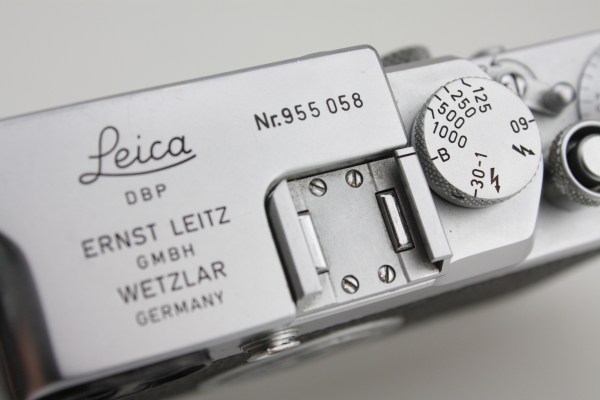 Leica
DBP
ERNST LEITZ
GMBH
WETZLAR
GERMANY
Nr.955 058
125
250
500
1000
B
30-1
60